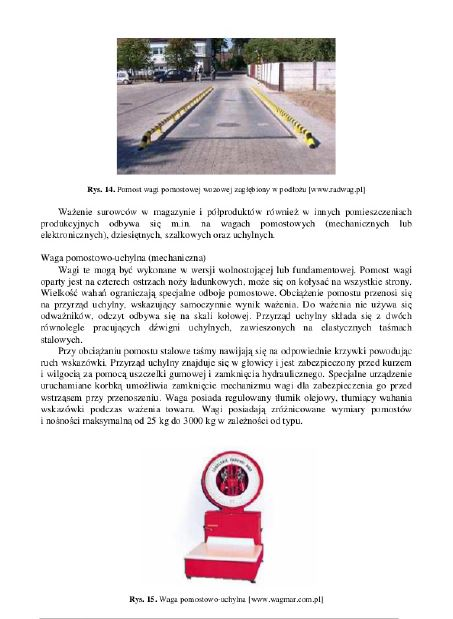 Rys. 14. Pomost wagi pomostowej wozowej zagłębiony w podłożu [www.radwag.pl]
Ważenie surowców w magazynie i półproduktów również w innych pomieszczeniach
produkcyjnych odbywa się m.in. na wagach pomostowych (mechanicznych lub
elektronicznych), dziesiętnych, szalkowych oraz uchylnych.
Waga pomostowo-uchylna (mechaniczna)
Wagi te mogą być wykonane w wersji wolnostojącej lub fundamentowej. Pomost wagi
oparty jest na czterech ostrzach noży ładunkowych, może się on kołysać na wszystkie strony.
Wielkość wahań ograniczają specjalne odboje pomostowe. Obciążenie pomostu przenosi się
na przyrząd uchylny, wskazujący samoczynnie wynik ważenia. Do ważenia nie używa się
odważników, odczyt odbywa się na skali kołowej. Przyrząd uchylny składa się z dwóch
równolegle pracujących dźwigni uchylnych, zawieszonych na elastycznych taśmach
stalowych.
Przy obciążaniu pomostu stalowe taśmy nawijają się na odpowiednie krzywki powodując
ruch wskazówki. Przyrząd uchylny znajduje się w głowicy i jest zabezpieczony przed kurzem
i wilgocią za pomocą uszczelki gumowej i zamknięcia hydraulicznego. Specjalne urządzenie
uruchamiane korbką umożliwia zamknięcie mechanizmu wagi dla zabezpieczenia go przed
wstrząsem przy przenoszeniu. Waga posiada regulowany tłumik olejowy, tłumiący wahania
wskazówki podczas ważenia towaru. Wagi posiadają zróżnicowane wymiary pomostów
i nośności maksymalną od 25 kg do 3000 kg w zależności od typu.
Rys. 15. Waga pomostowo-uchylna [www.wagmar.com.pl]